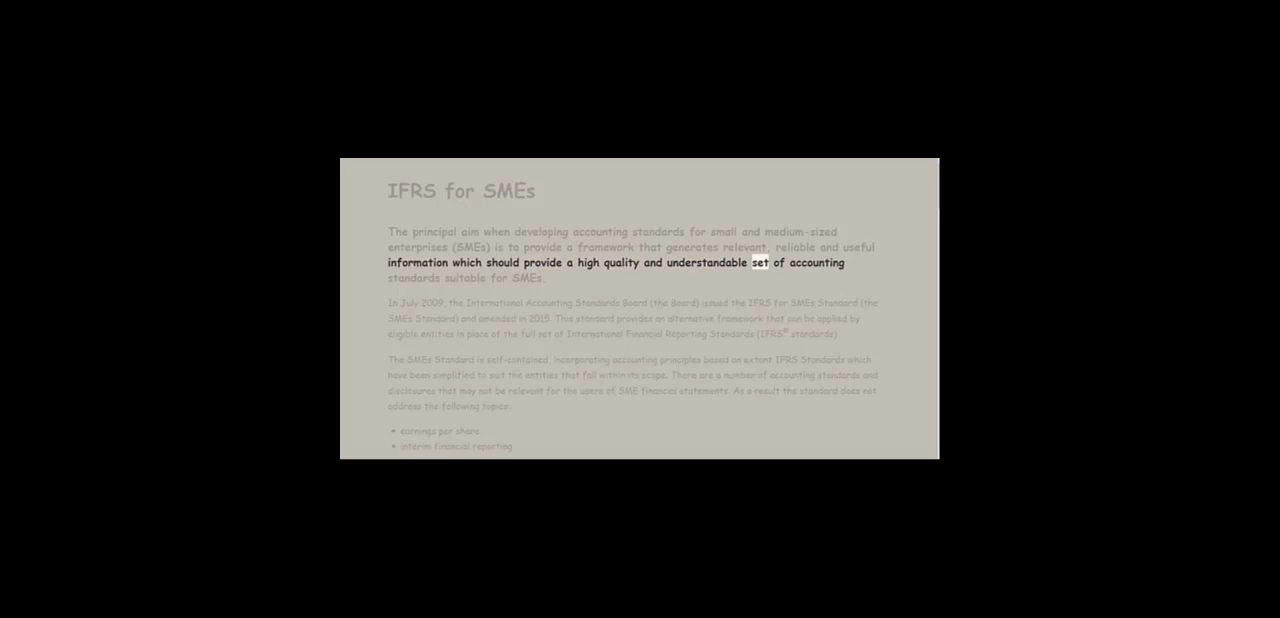 IFRS for SMEs
The principal aim when developing accounting standards for small and medium-sized
enterprises (SMEs) is to provide a framework that generates relevant, reliable and useful
information which should provide a high quality and understandable set of accounting
standards suitable for SMEs.
In July 2009, the International Accounting Standards Board (the Board) issued the IFRS for SMEs Standard (the
SMEs Standard) and amended in 2015. This standard provides an alternative framework that can be applied by
eligible entities in place of the full set of International Financial Reporting Standards (IFRS® standards)
The SMEs Standard is self-contained, incorporating accounting principles based on extant IFRS Standards which
have been simplified to suit the entities that fall within its scope. There are a number of accounting standards and
disclosures that may not be relevant for the users of SME financial statements. As a result the standard does not
address the following topics:
• earnings per share
• interim financial reporting